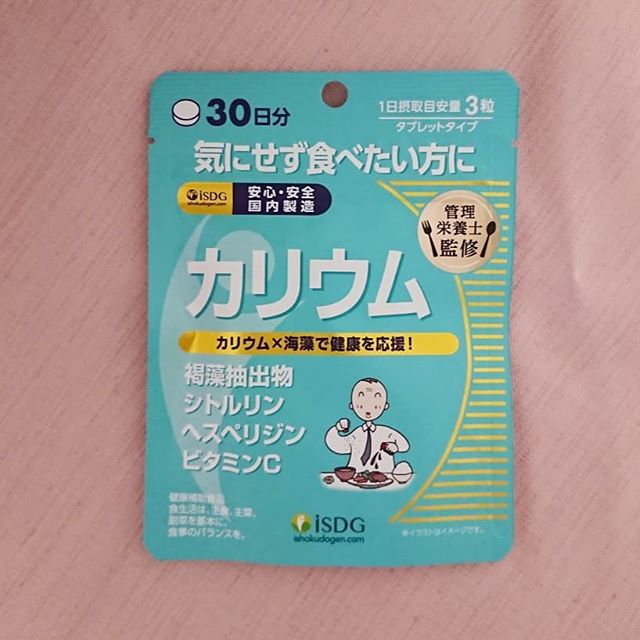 30日分
1日摂取目安量3粒
タブレットタイプ
気にせず食べたい方に
iSDG
ishokudogen.com
安心・安全
国内製造
管理
栄養士
監修
カリウム
カリウム×海藻で健康を応援!
褐藻抽出物
シトルリン
ヘスペリジン
ビタミンC
健康補助食品
食生活は、主食、主菜、
副菜を基本に、
食事のバランスを。
iSDG
ishokudogen.com
※イラストはイメージです。